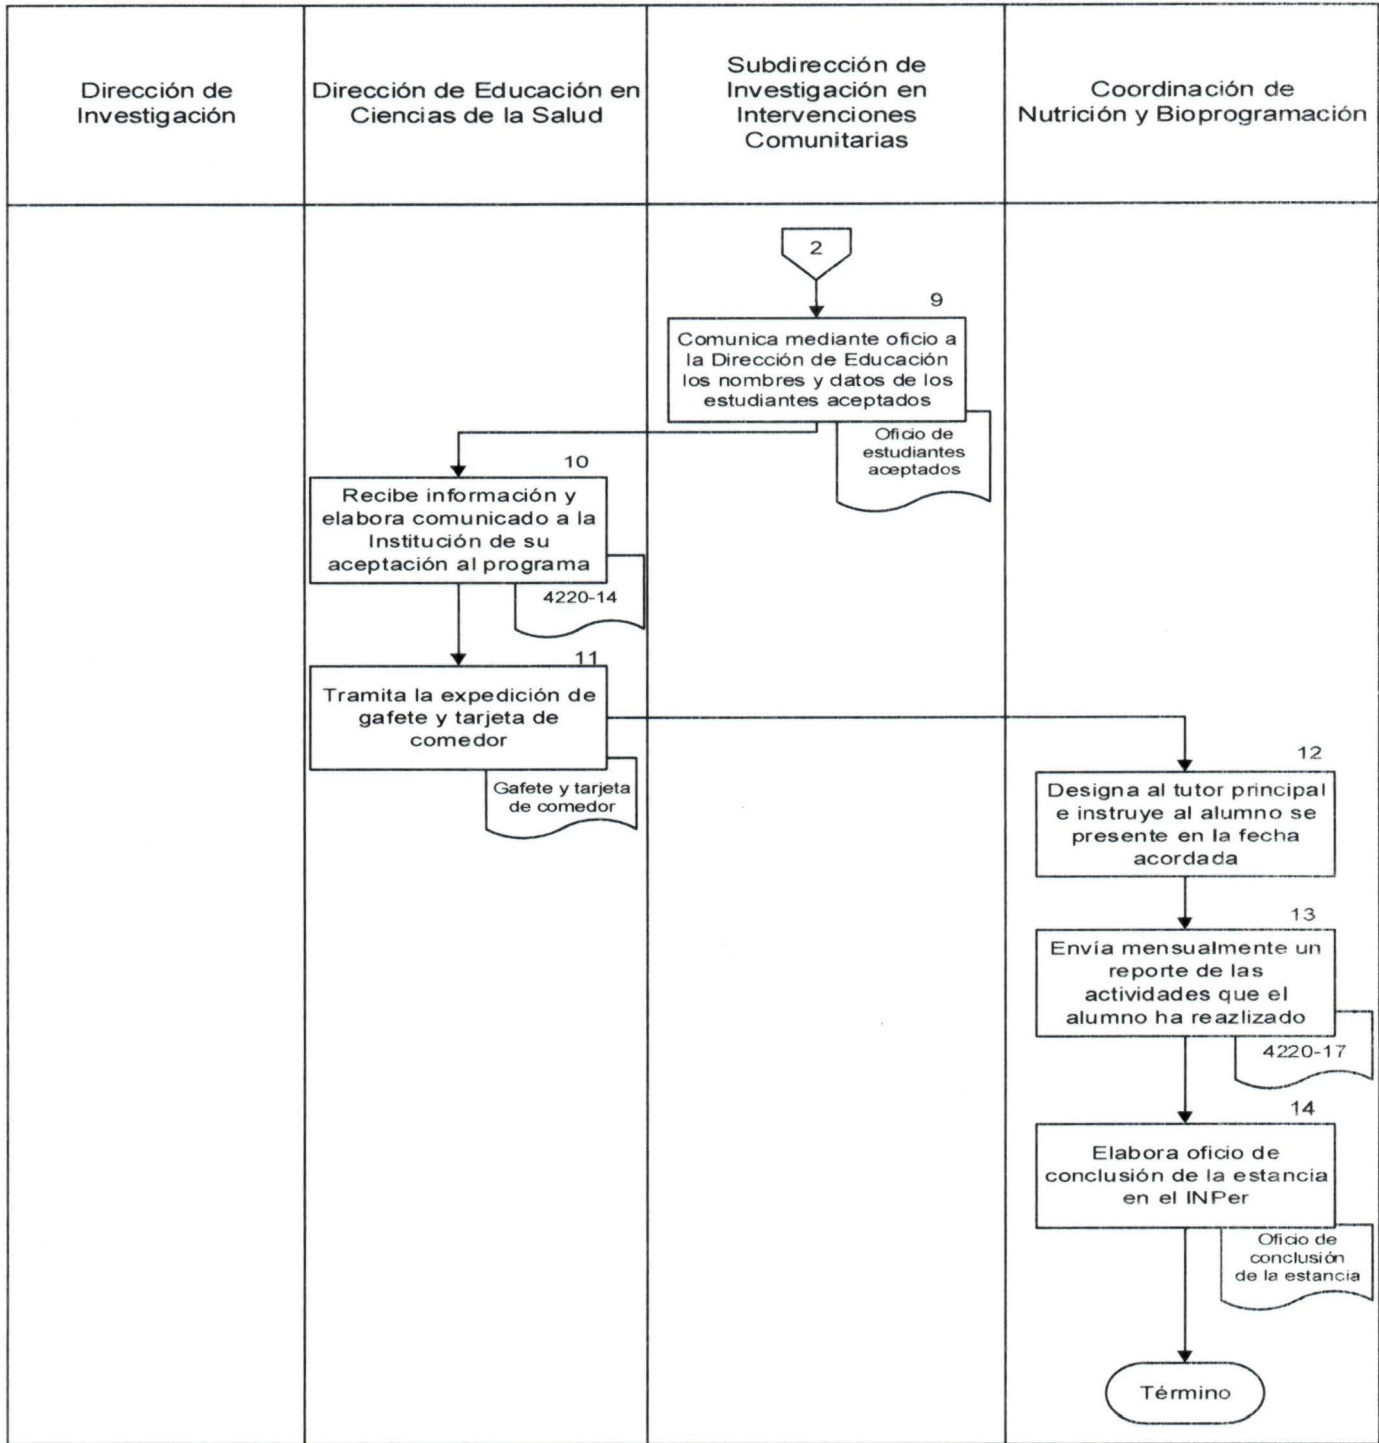 Dirección de
Investigación
Dirección de Educación en
Ciencias de la Salud
Subdirección de
Investigación en
Intervenciones
Comunitarias
Coordinación de
Nutrición y Bioprogramación
2
9
Comunica mediante oficio a
la Dirección de Educación
los nombres y datos de los
estudiantes aceptados
Oficio de
estudiantes
aceptados
10
Recibe información y
elabora comunicado a la
Institución de su
aceptación al programa
4220-14
11
Tramita la expedición de
gafete y tarjeta de
comedor
Gafete y tarjeta
de comedor
12
Designa al tutor principal
e instruye al alumno se
presente en la fecha
acordada
13
Envía mensualmente un
reporte de las
actividades que el
alumno ha reazlizado
4220-17
14
Elabora oficio de
conclusión de la estancia
en el INPer
Oficio de
conclusión
de la estancia
Término